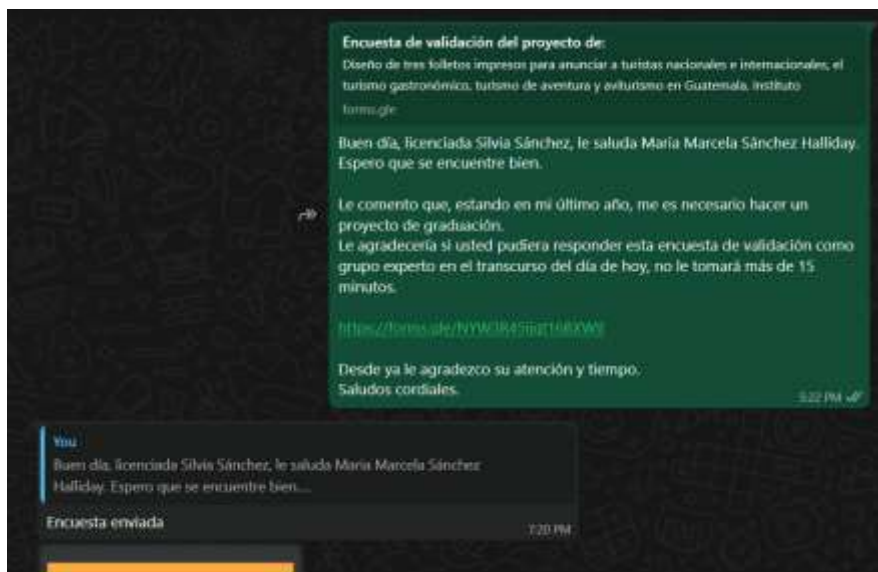 Encuesta de validación del proyecto de:
Diseño de tres folletos impresos para anunciar a turistas nacionales e internacionales, el
turismo gastronómico, turismo de aventura y aviturismo en Guatemala. Instituto
forms.gle
Buen día, licenciada Silvia Sánchez, le saluda María Marcela Sánchez Halliday.
Espero que se encuentre bien.
Le comento que, estando en mi último año, me es necesario hacer un
proyecto de graduación.
Le agradecería si usted pudiera responder esta encuesta de validación como
grupo experto en el transcurso del día de hoy, no le tomará más de 15
minutos.
Desde ya le agradezco su atención y tiempo.
Saludos cordiales.
5:22 PM
You
Buen día, licenciada Silvia Sánchez, le saluda María Marcela Sánchez
Halliday. Espero que se encuentre bien....
Encuesta enviada
7:20 PM